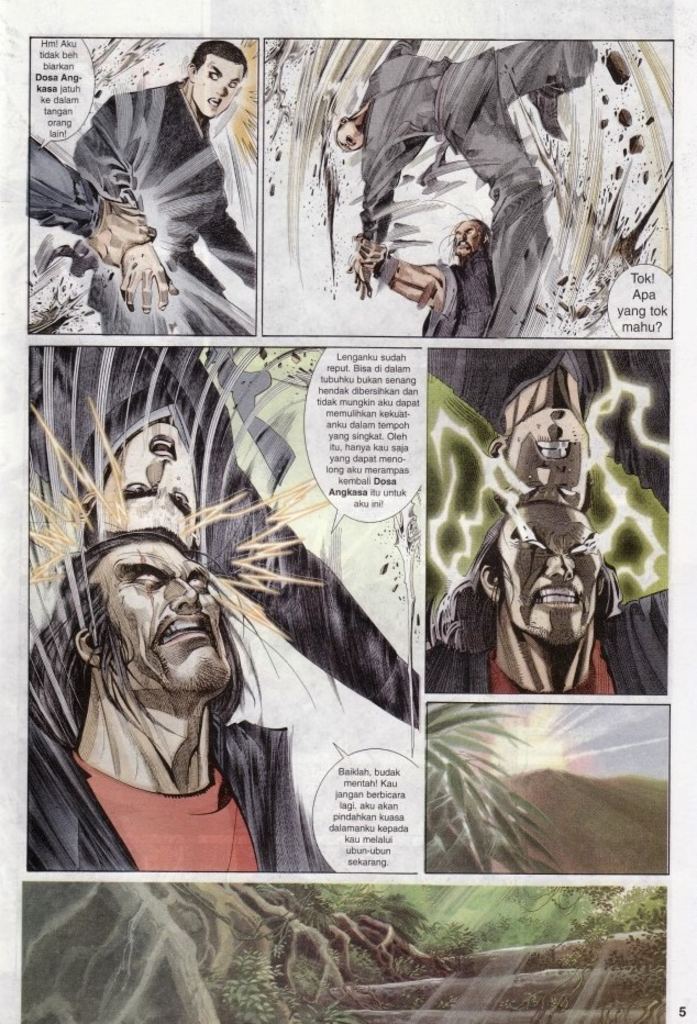 Hm! Aku
tidak beh
biarkan
Dosa Ang-
kasa jatuh
ke dalam
tangan
orang
lain!
Tok!
Apa
yang tok
mahu?
Lenganku sudah
reput. Bisa di dalam
tubuhku bukan senang
hendak dibersihkan dan
tidak mungkin aku dapat
memulihkan kekuat-
anku dalam tempoh
yang singkat. Oleh
itu, hanya kau saja
yang dapat meno-
long aku merampas
kembali Dosa
Angkasa itu untuk
aku ini!
Baiklah, budak
mentah! Kau
jangan berbicara
lagi. aku akan
pindahkan kuasa
dalamanku kepada
kau melalui
ubun-ubun
sekarang.
5